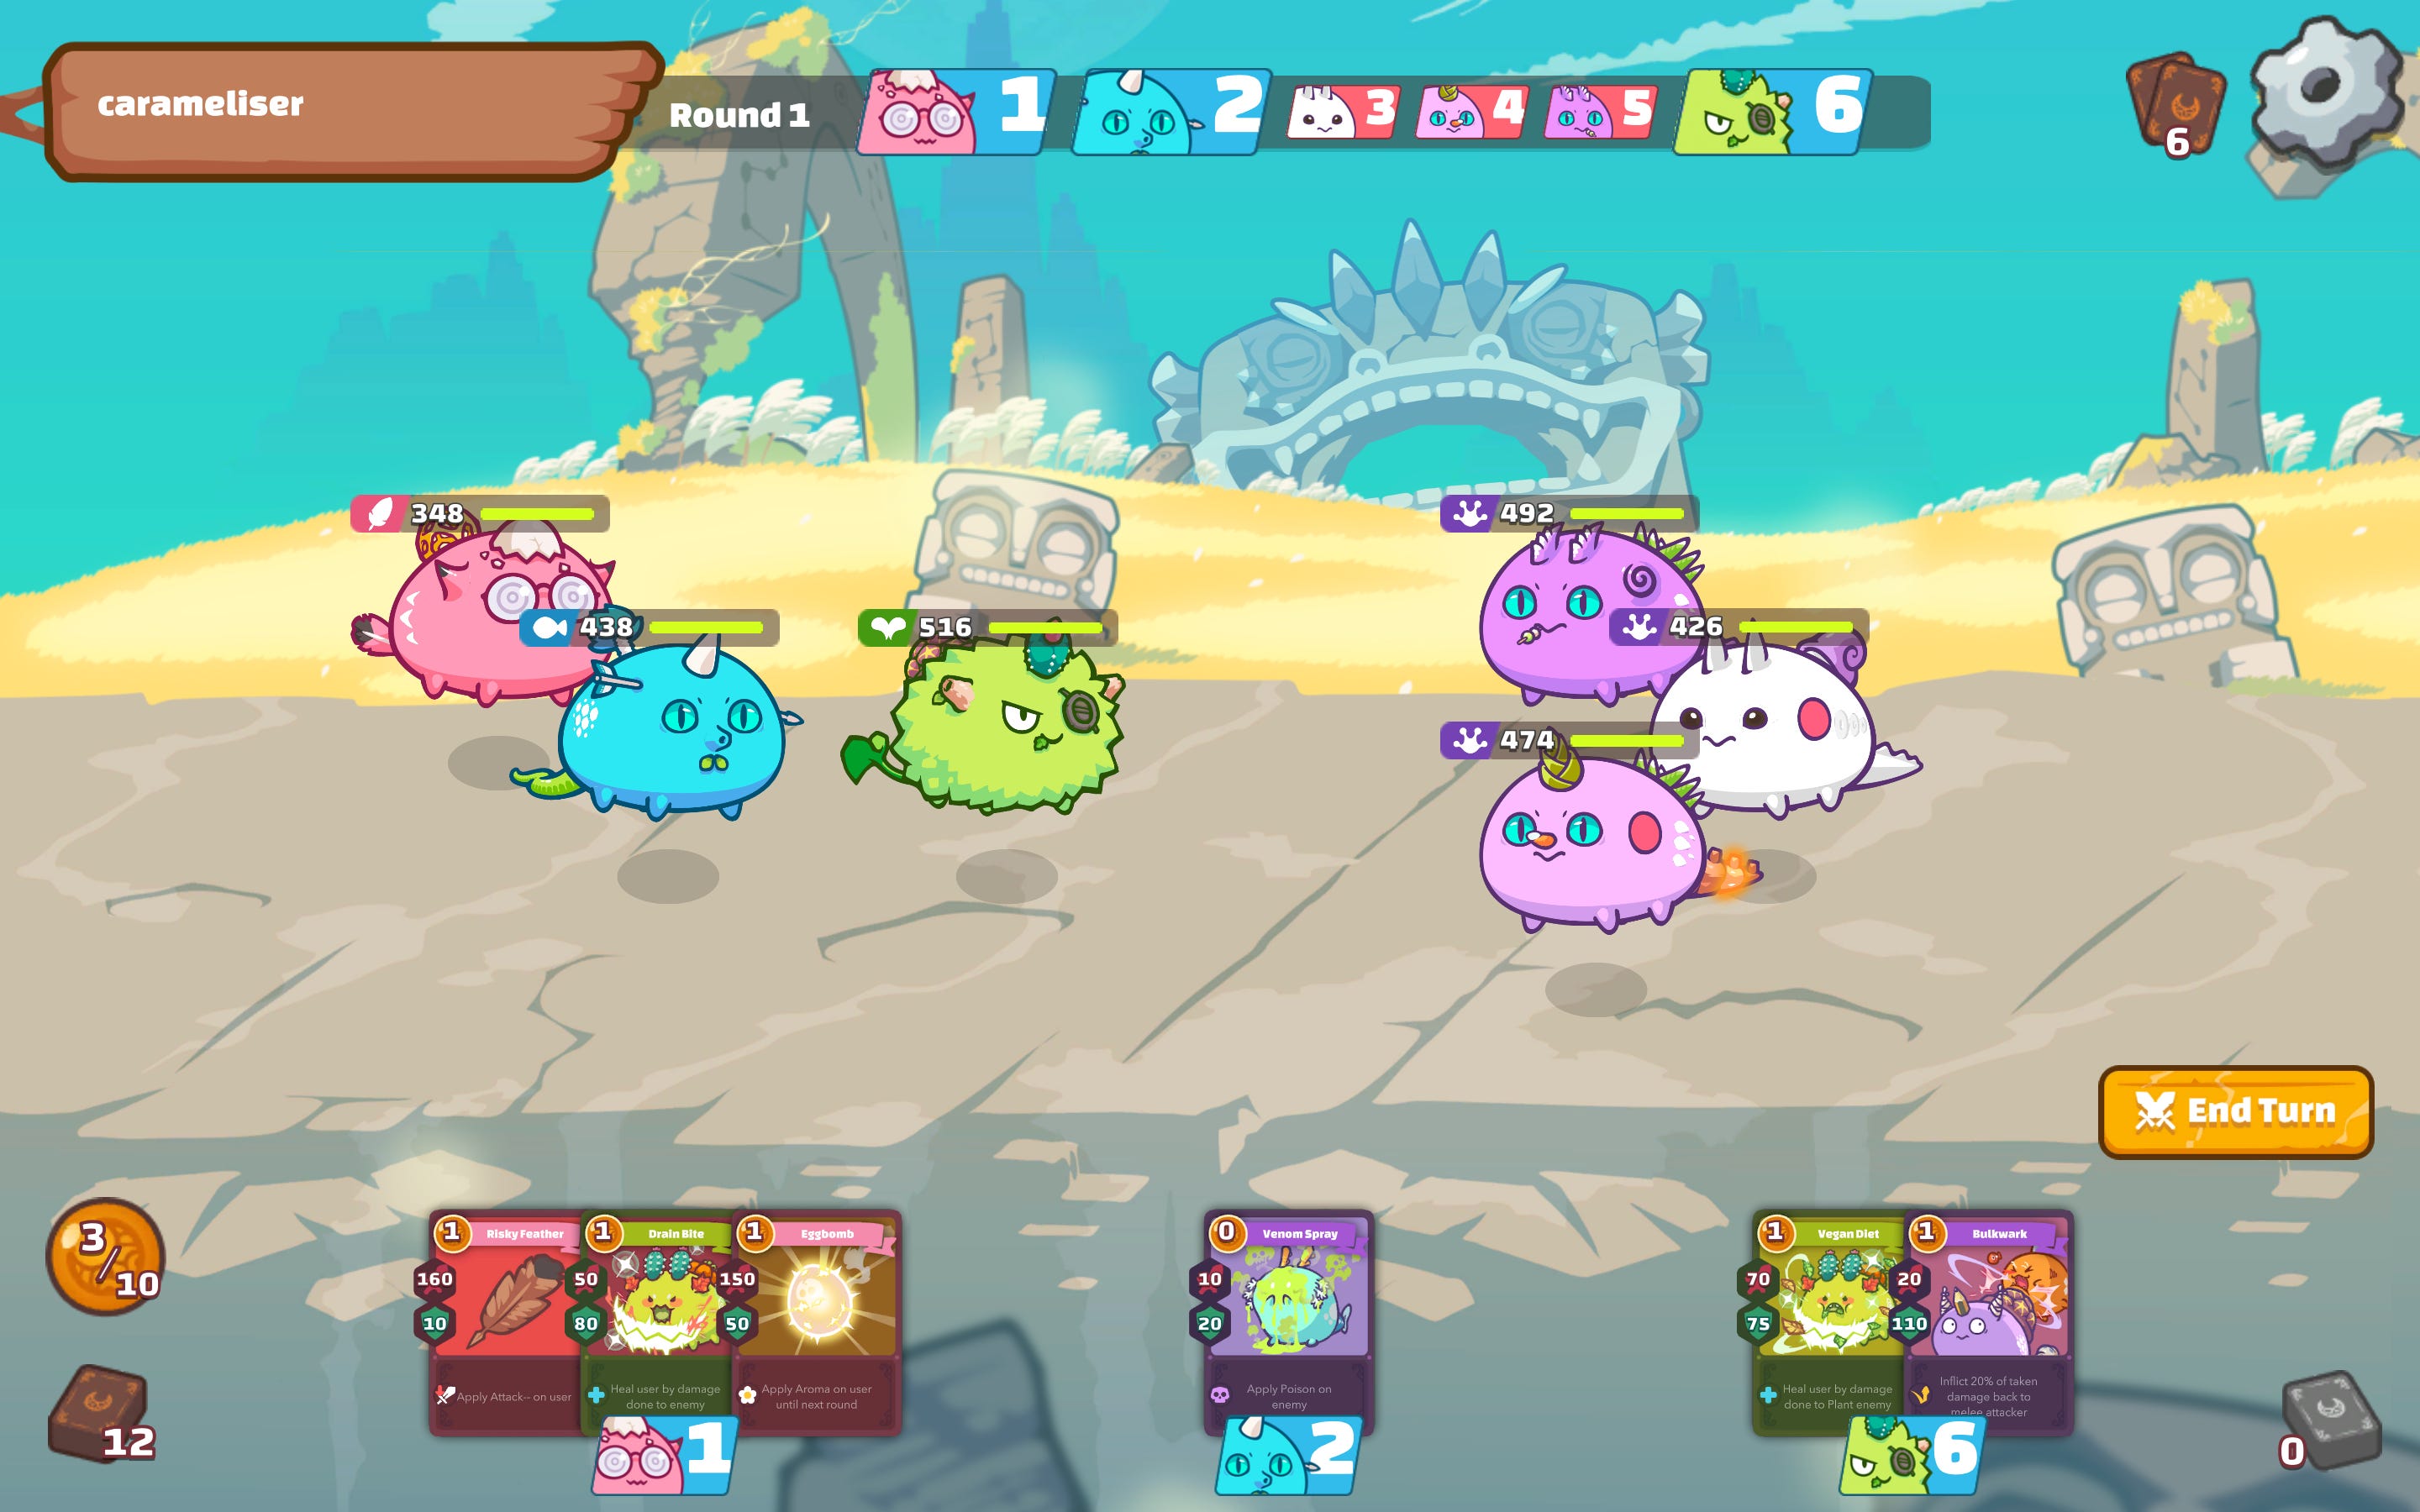 carameliser
Round 1
1
2
3
4
5
6
6
348
438
516
492
426
474
End Turn
3/10
12
0
1
Risky Feather
160
10
Apply Attack-- on user
1
Drain Bite
50
80
Heal user by damage
done to enemy
1
Eggbomb
150
50
Apply Aroma on user
until next round
1
0
Venom Spray
10
20
Apply Poison on
enemy
2
1
Vegan Diet
70
75
Heal user by damage
done to Plant enemy
1
Bulkwark
20
110
Inflict 20% of taken
damage back to
melee attacker
6